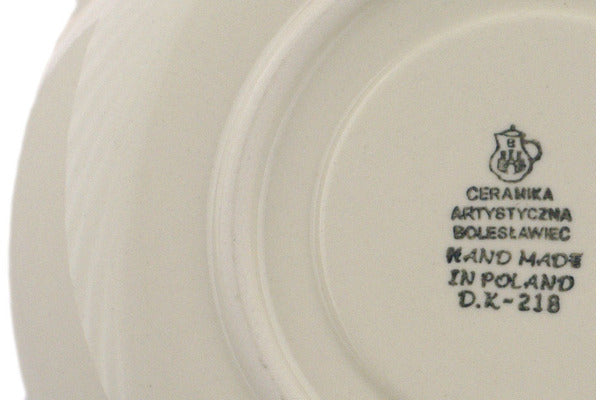 B
CERAMIKA
ARTYSTYCZNA
BOLESŁAWIEC
HAND MADE
IN POLAND
D.K-218